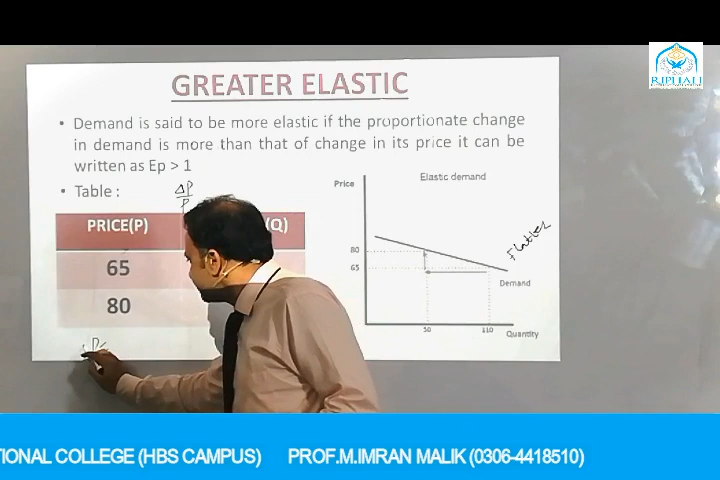 RIPHAH
GREATER ELASTIC
• Demand is said to be more elastic if the proportionate change
in demand is more than that of change in its price it can be
written as Ep > 1
• Table :
ΔP
P
PRICE(P) (Q)
65
80
Price
Elastic demand
Flatter
80
65
Demand
50 110
Quantity
TIONAL COLLEGE (HBS CAMPUS) PROF.M.IMRAN MALIK (0306-4418510)